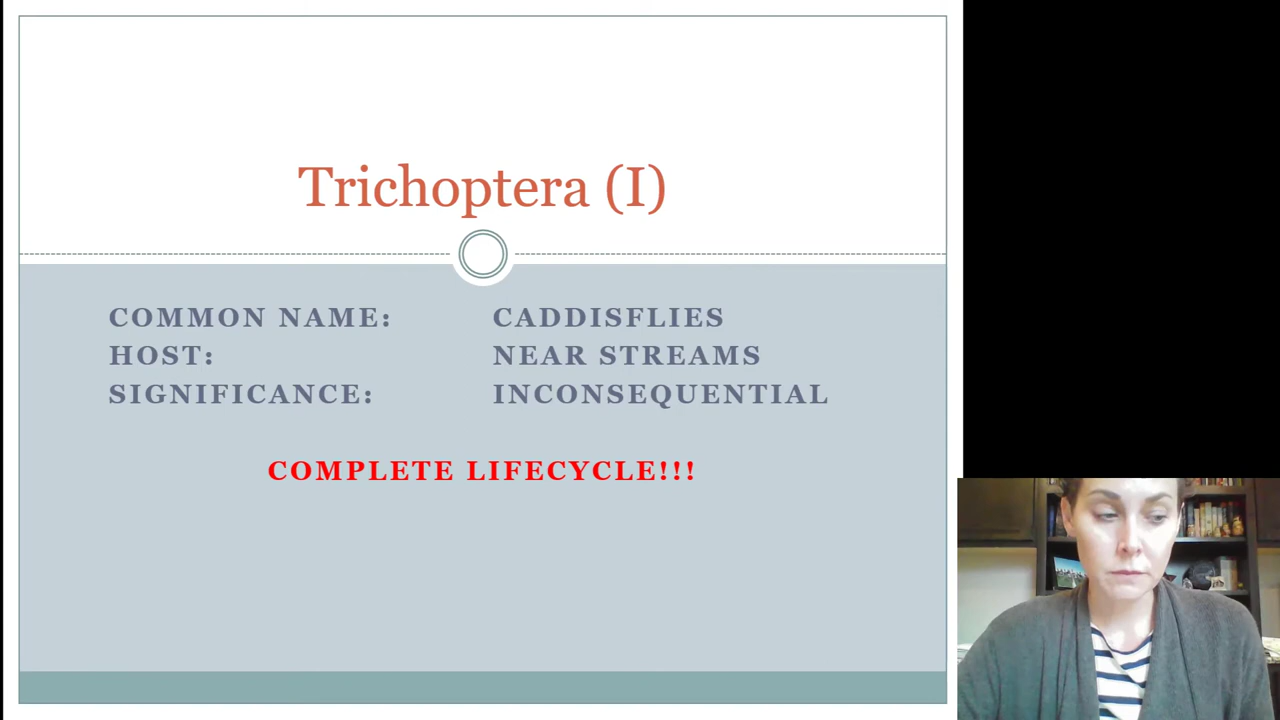 Trichoptera (I)
COMMON NAME: CADDISFLIES
HOST: NEAR STREAMS
SIGNIFICANCE: INCONSEQUENTIAL
COMPLETE LIFECYCLE!!!